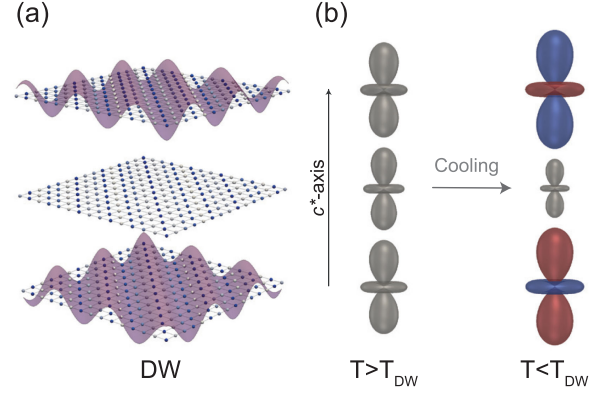 (a)
(b)
c*-axis
Cooling
DW
T>T_DW
T<T_DW